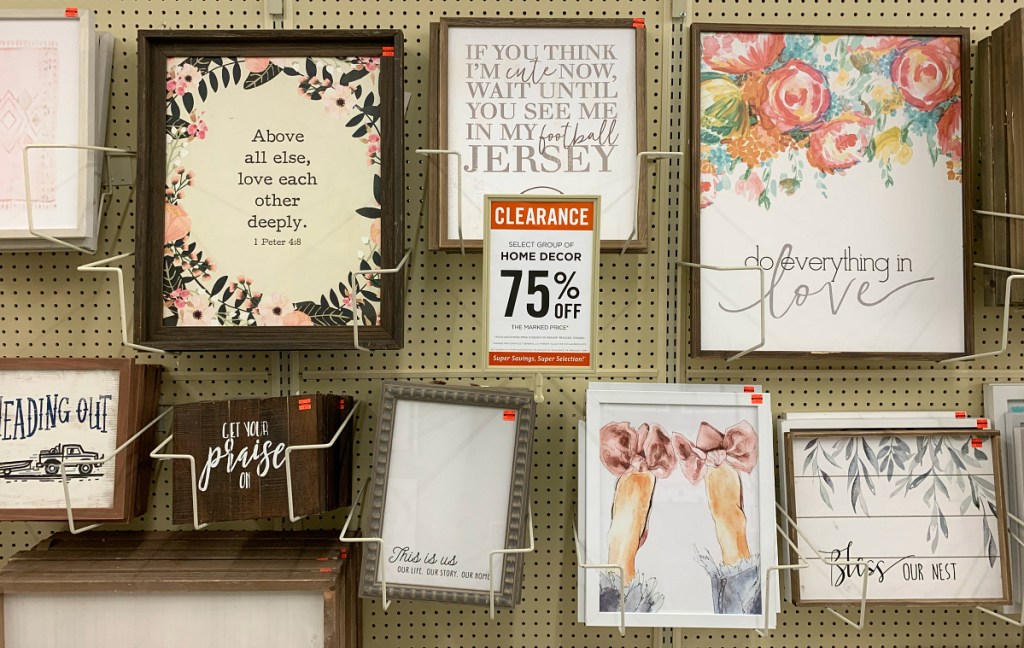 Above
all else,
love each
other
deeply.
1 Peter 4:8
IF YOU THINK
I'M cute NOW,
WAIT UNTIL
YOU SEE ME
IN MY football
JERSEY
CLEARANCE
SELECT GROUP OF
HOME DECOR
75% OFF
THE MARKED PRICE*
Super Savings, Super Selection!
do everything in
love
EADING OUT
GET YOUR
praise
ON
This is us
OUR LIFE. OUR STORY. OUR HOME
Bliss OUR NEST